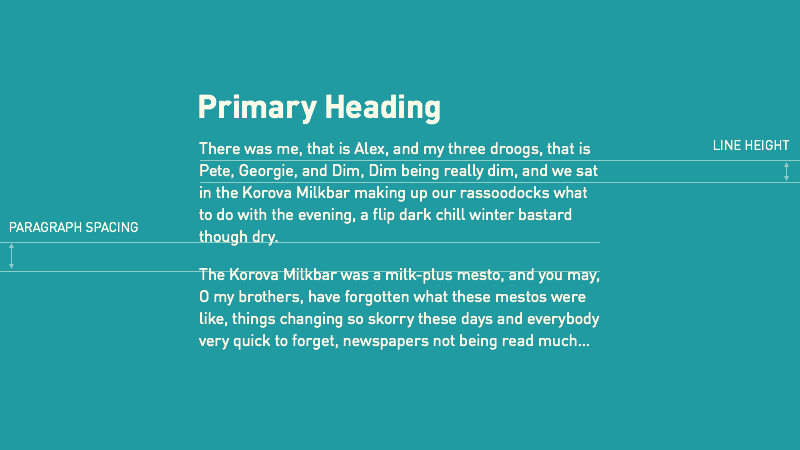 Primary Heading
There was me, that is Alex, and my three droogs, that is
LINE HEIGHT
Pete, Georgie, and Dim, Dim being really dim, and we sat
in the Korova Milkbar making up our rassoodocks what
to do with the evening, a flip dark chill winter bastard
PARAGRAPH SPACING
though dry.
The Korova Milkbar was a milk-plus mesto, and you may,
O my brothers, have forgotten what these mestos were
like, things changing so skorry these days and everybody
very quick to forget, newspapers not being read much...